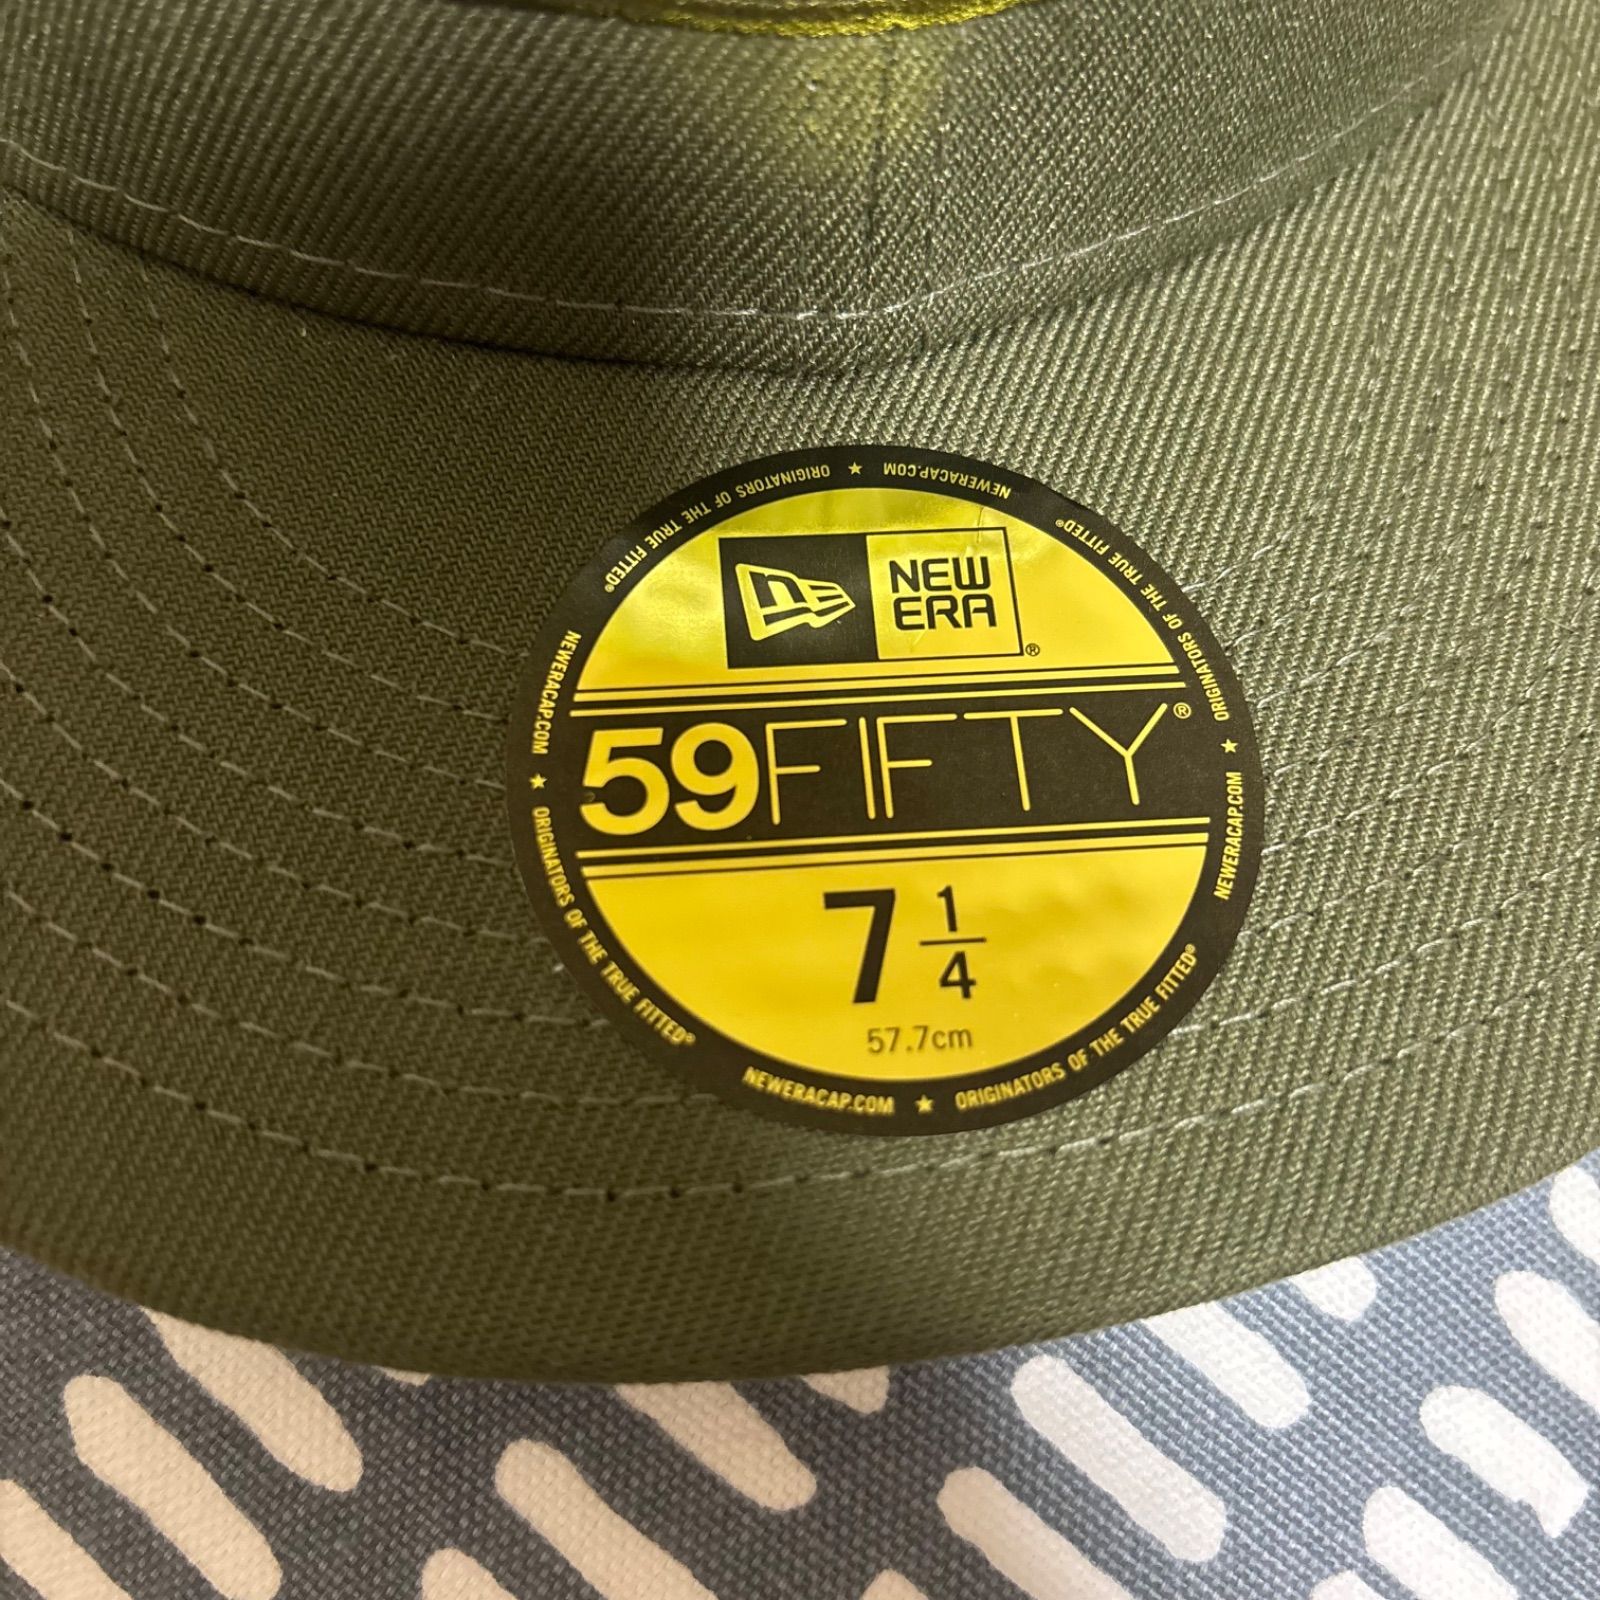 NEW
ERA®
59FIFTY®
7 1/4
57.7cm
ORIGINATORS OF THE TRUE FITTED® ★ NEWERACAP.COM
ORIGINATORS OF THE TRUE FITTED® ★ NEWERACAP.COM
ORIGINATORS OF THE TRUE FITTED® ★ NEWERACAP.COM
ORIGINATORS OF THE TRUE FITTED® ★ NEWERACAP.COM